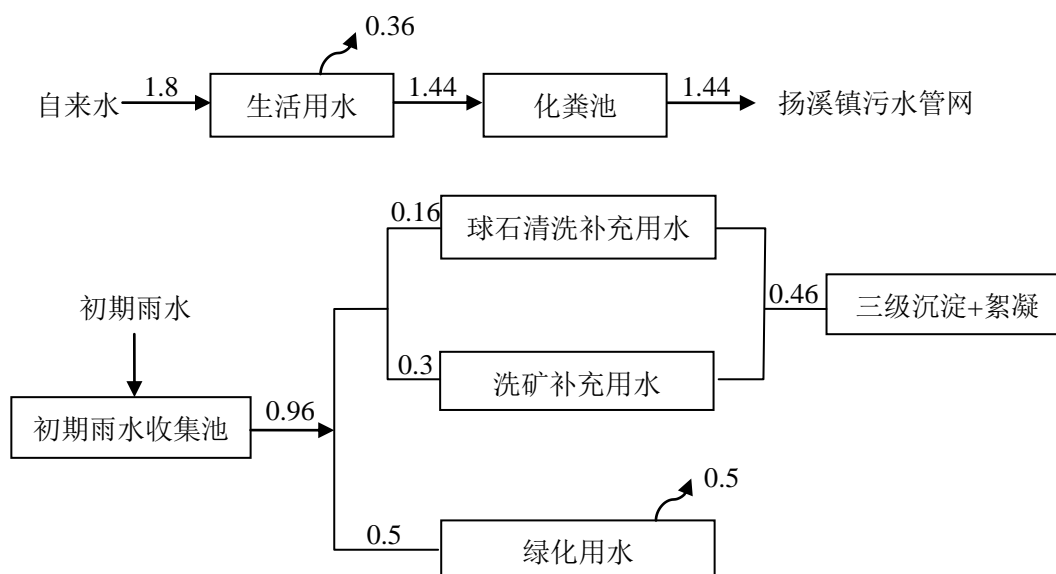 0.36
自来水
1.8
生活用水
1.44
化粪池
1.44
扬溪镇污水管网
0.16
球石清洗补充用水
初期雨水
0.46
三级沉淀+絮凝
0.3
洗矿补充用水
初期雨水收集池
0.96
0.5
0.5
绿化用水